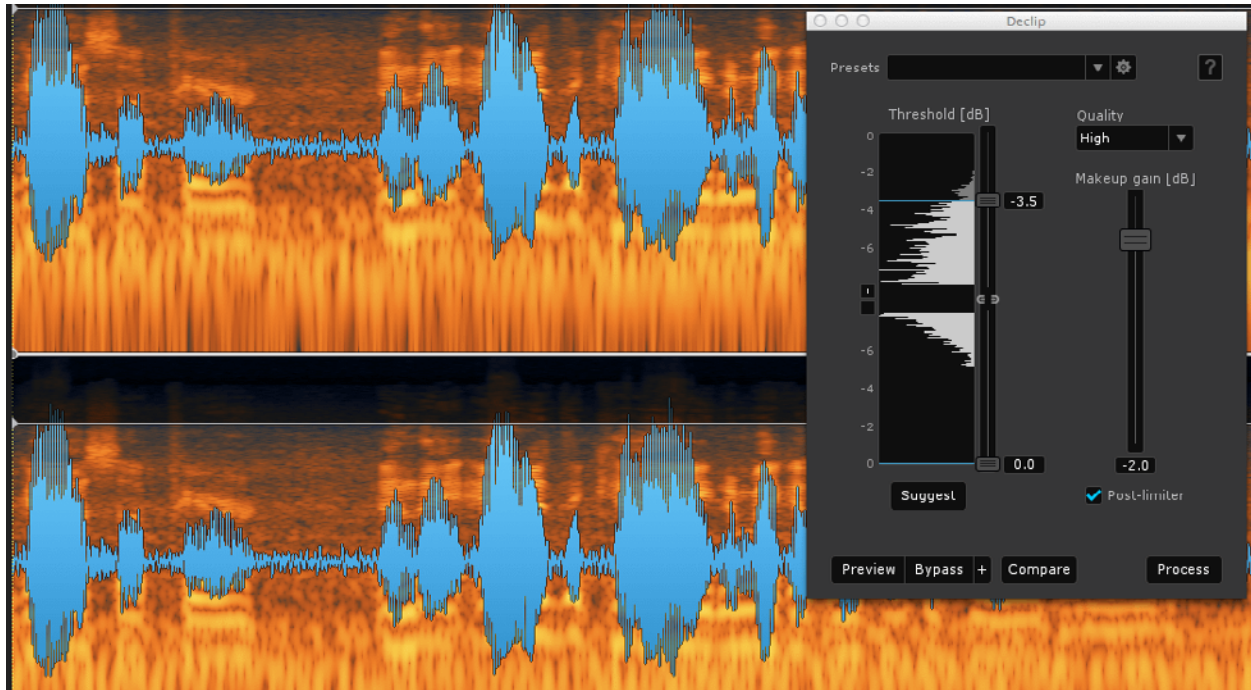 Declip
Presets
?
Threshold [dB]
Quality
High
Makeup gain [dB]
0
-2
-4
-6
-3.5
-6
-4
-2
0
0.0
-2.0
Suggest
Post-limiter
Preview Bypass + Compare Process